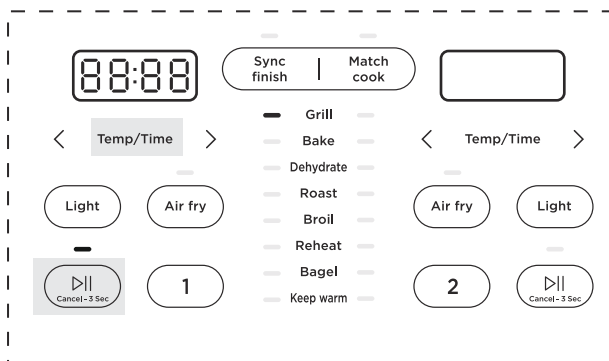 88:88
Sync finish
Match cook
Temp/Time
Grill
Bake
Dehydrate
Roast
Broil
Reheat
Bagel
Keep warm
Temp/Time
Light
Air fry
Air fry
Light
Cancel-3 Sec
1
2
Cancel-3 Sec